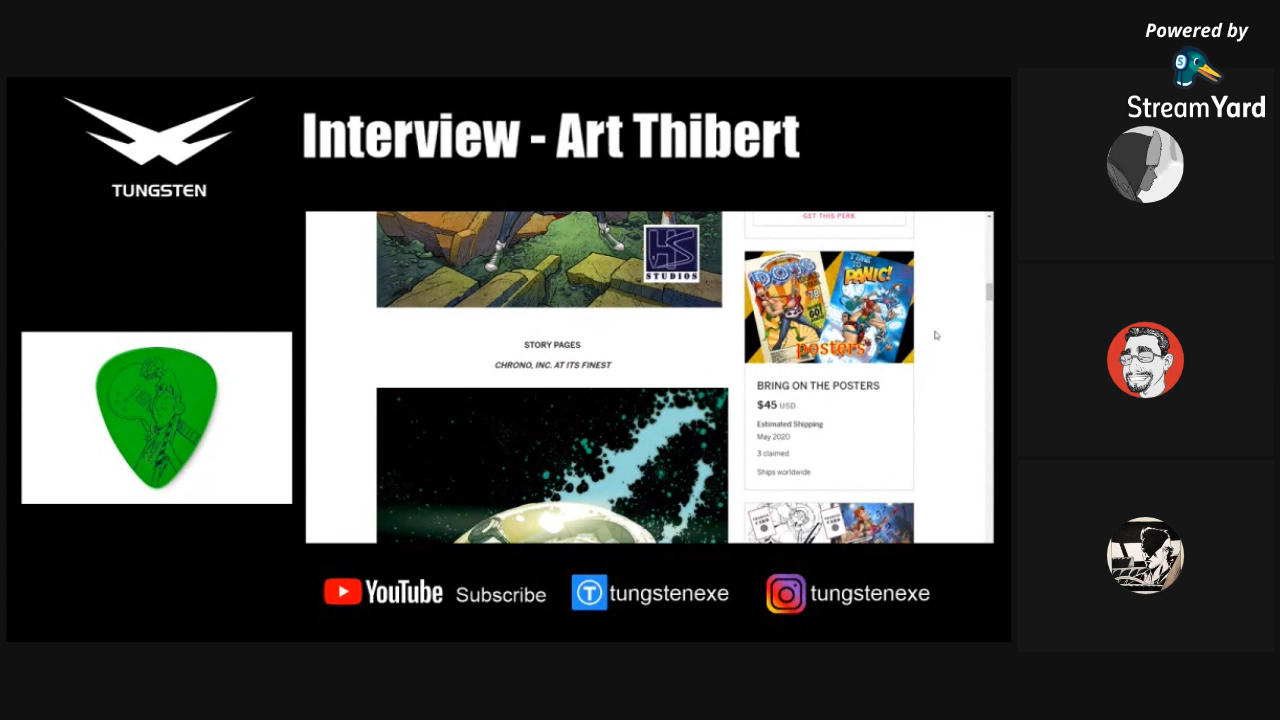 Powered by
StreamYard
TUNGSTEN
Interview - Art Thibert
HS
STUDIOS
GET THIS PERK
PANIC!
GO!
posters
STORY PAGES
CHRONO, INC. AT ITS FINEST
BRING ON THE POSTERS
$45 USD
Estimated Shipping
May 2020
3 claimed
Ships worldwide
YouTube Subscribe
tungstenexe
tungstenexe